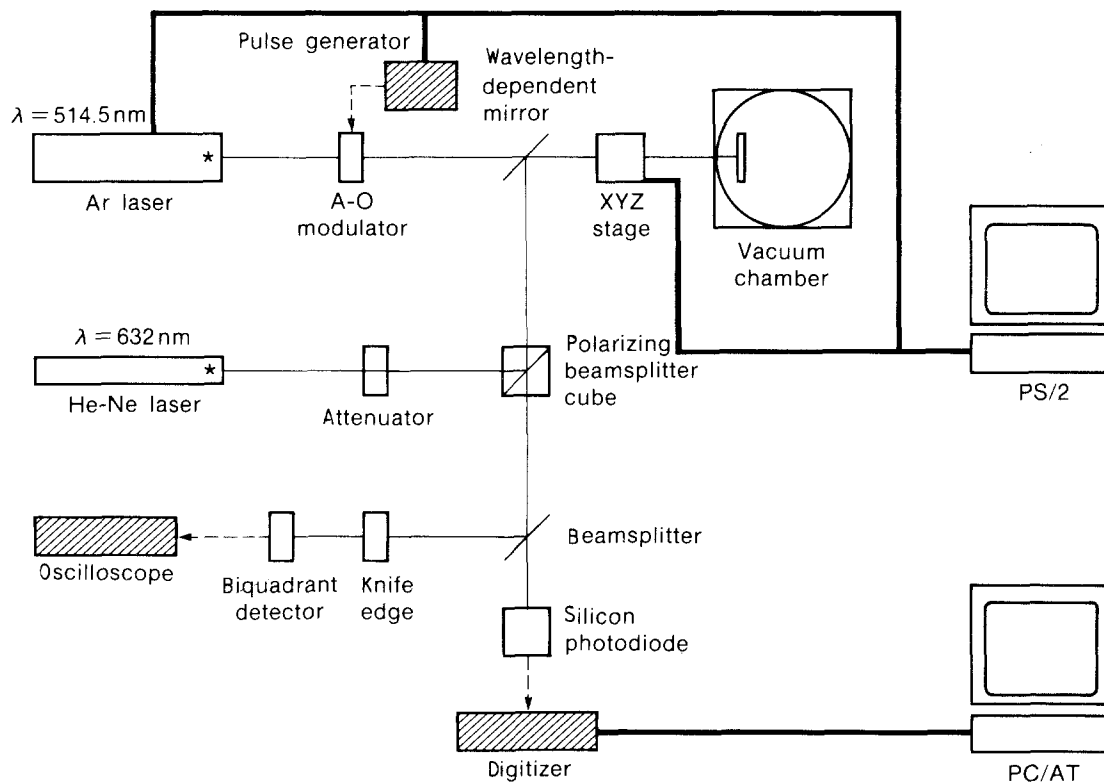 Pulse generator
Wavelength-
dependent
mirror
λ = 514.5 nm
*
Ar laser
A-O
modulator
XYZ
stage
Vacuum
chamber
λ = 632 nm
*
He-Ne laser
Attenuator
Polarizing
beamsplitter
cube
PS/2
Oscilloscope
Biquadrant
detector
Knife
edge
Beamsplitter
Silicon
photodiode
Digitizer
PC/AT